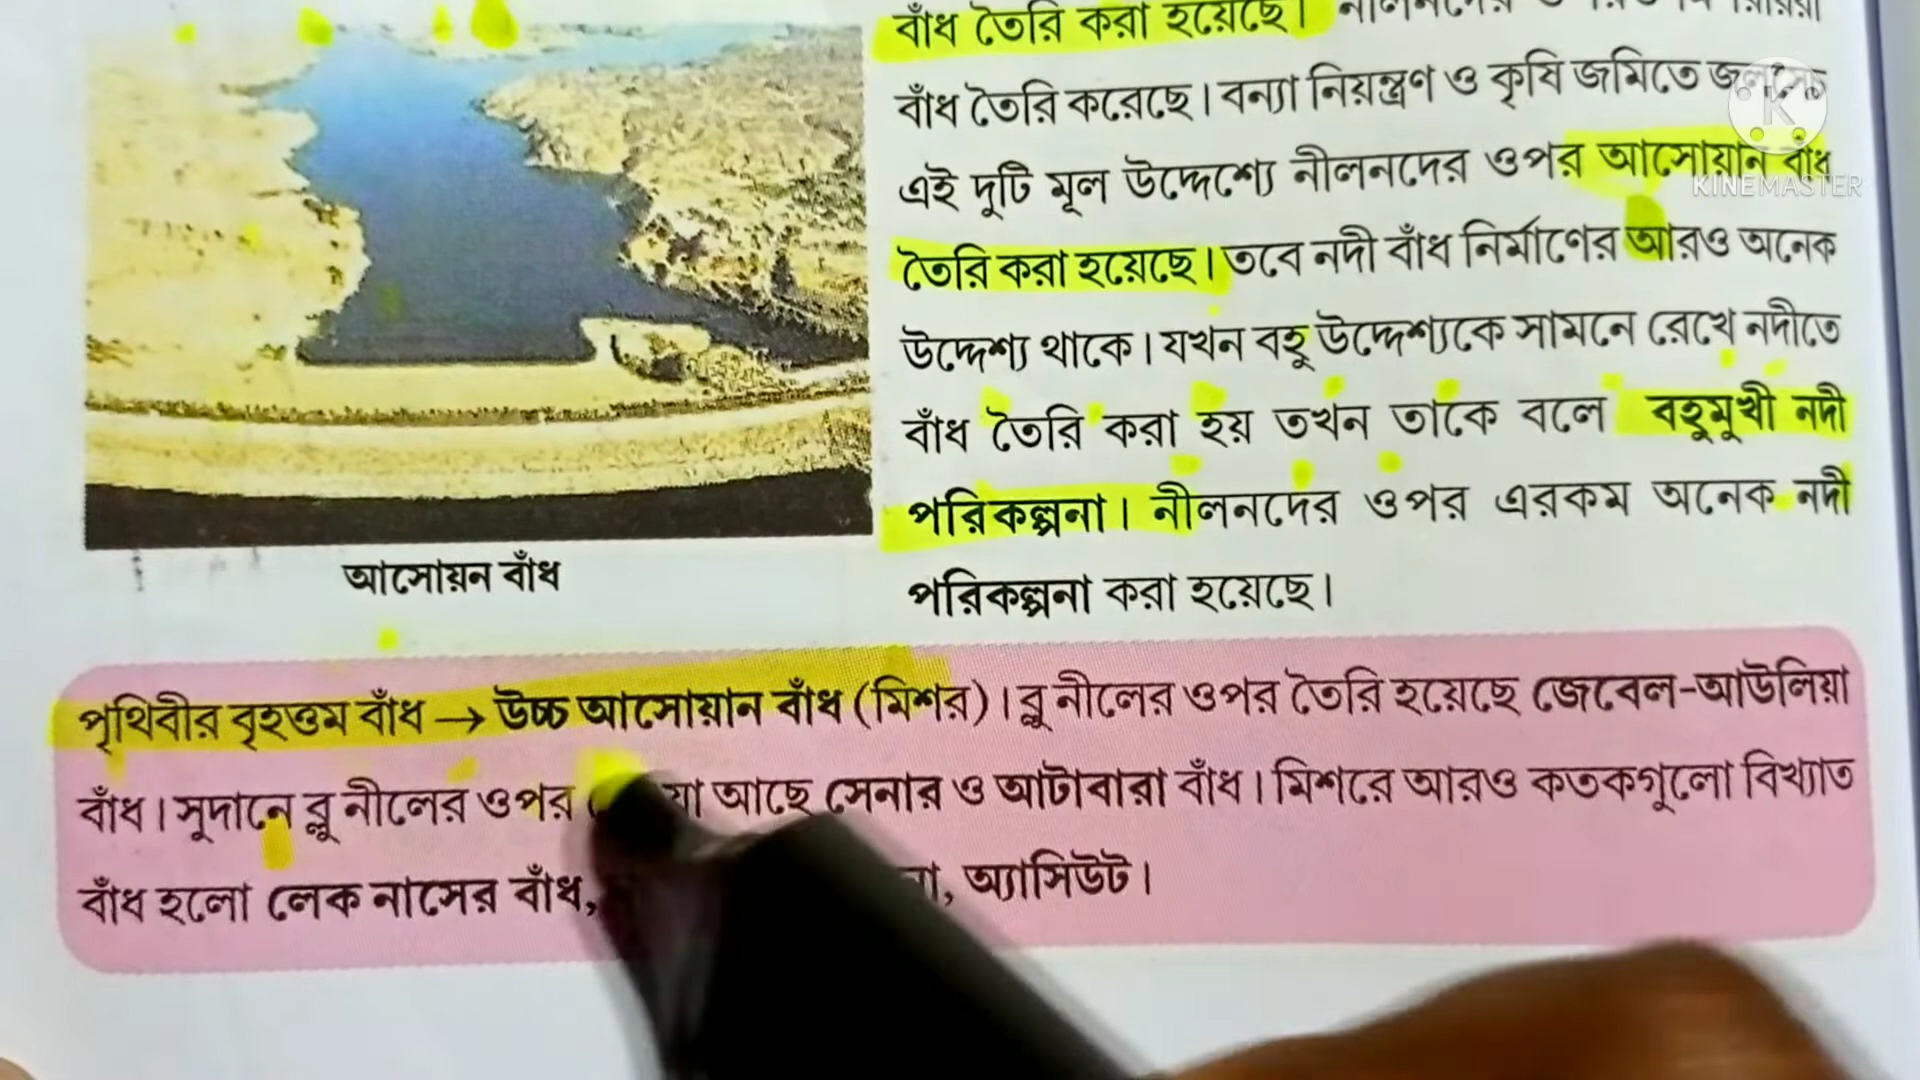 বাঁধ তৈরি করা হয়েছে।
বাঁধ তৈরি করেছে। বন্যা নিয়ন্ত্রণ ও কৃষি জমিতে জলসেচ
এই দুটি মূল উদ্দেশ্যে নীলনদের ওপর আসোয়ান বাঁধ
KINEMASTER
তৈরি করা হয়েছে। তবে নদী বাঁধ নির্মাণের আরও অনেক
উদ্দেশ্য থাকে। যখন বহু উদ্দেশ্যকে সামনে রেখে নদীতে
বাঁধ তৈরি করা হয় তখন তাকে বলে বহুমুখী নদী
পরিকল্পনা। নীলনদের ওপর এরকম অনেক নদী
পরিকল্পনা করা হয়েছে।
আসোয়ন বাঁধ
পৃথিবীর বৃহত্তম বাঁধ → উচ্চ আসোয়ান বাঁধ (মিশর)। ব্লু নীলের ওপর তৈরি হয়েছে জেবেল-আউলিয়া
বাঁধ। সুদানে ব্লু নীলের ওপর আছে সেনার ও আটাবারা বাঁধ। মিশরে আরও কতকগুলো বিখ্যাত
বাঁধ হলো লেক নাসের বাঁধ, অ্যাসিউট।